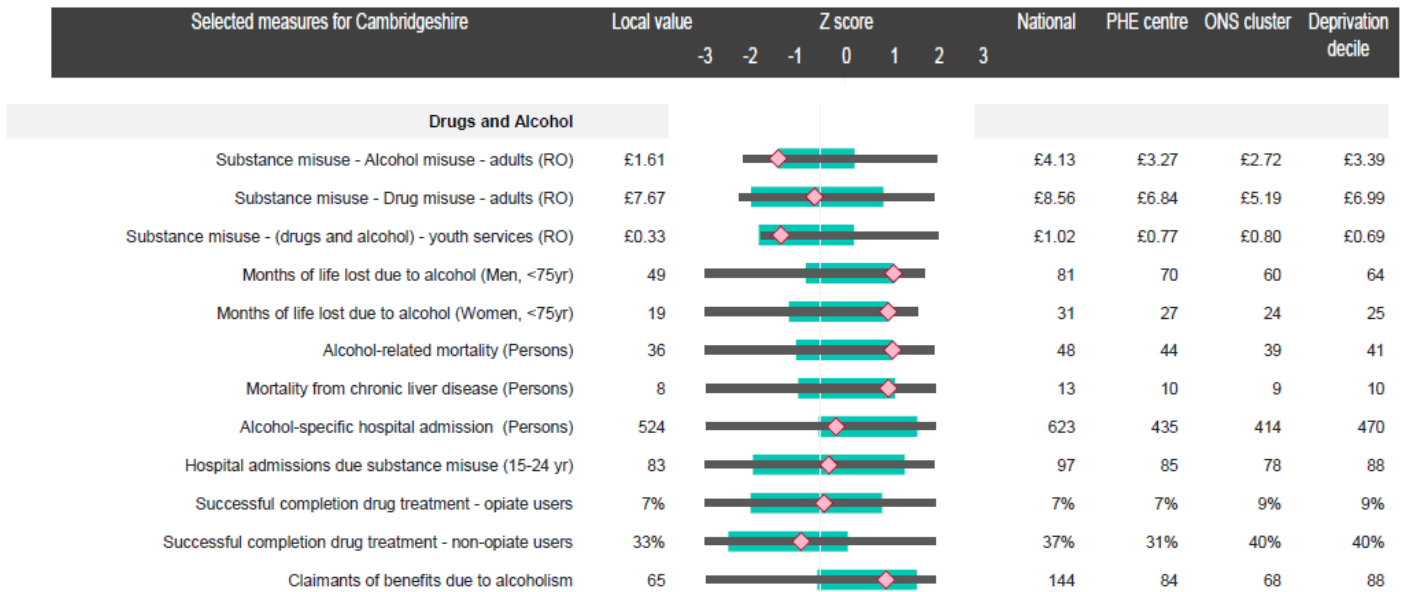 Selected measures for Cambridgeshire Local value Z score National PHE centre ONS cluster Deprivation decile
-3 -2 -1 0 1 2 3
Drugs and Alcohol
Substance misuse - Alcohol misuse - adults (RO) £1.61 £4.13 £3.27 £2.72 £3.39
Substance misuse - Drug misuse - adults (RO) £7.67 £8.56 £6.84 £5.19 £6.99
Substance misuse - (drugs and alcohol) - youth services (RO) £0.33 £1.02 £0.77 £0.80 £0.69
Months of life lost due to alcohol (Men, <75yr) 49 81 70 60 64
Months of life lost due to alcohol (Women, <75yr) 19 31 27 24 25
Alcohol-related mortality (Persons) 36 48 44 39 41
Mortality from chronic liver disease (Persons) 8 13 10 9 10
Alcohol-specific hospital admission (Persons) 524 623 435 414 470
Hospital admissions due substance misuse (15-24 yr) 83 97 85 78 88
Successful completion drug treatment - opiate users 7% 7% 7% 9% 9%
Successful completion drug treatment - non-opiate users 33% 37% 31% 40% 40%
Claimants of benefits due to alcoholism 65 144 84 68 88